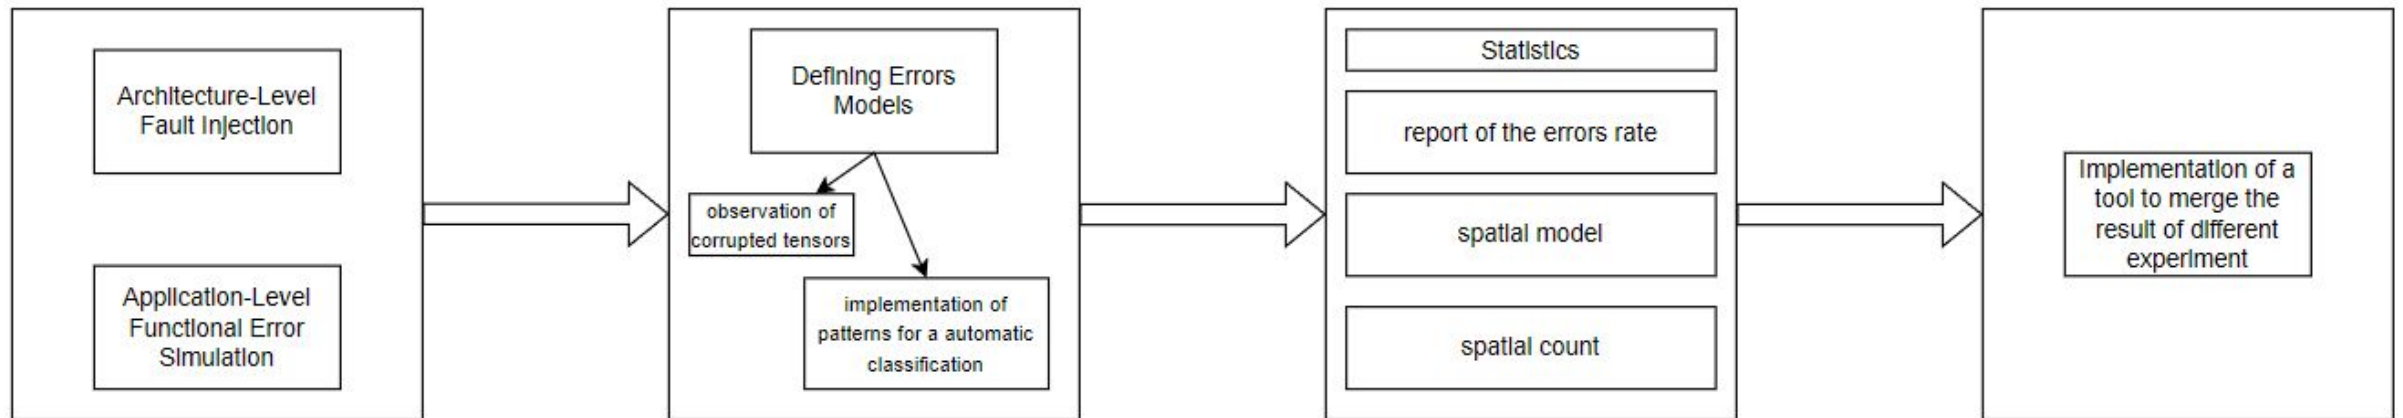 Architecture-Level
Fault Injection
Application-Level
Functional Error
Simulation
Defining Errors
Models
observation of
corrupted tensors
implementation of
patterns for a automatic
classification
Statistics
report of the errors rate
spatial model
spatial count
Implementation of a
tool to merge the
result of different
experiment